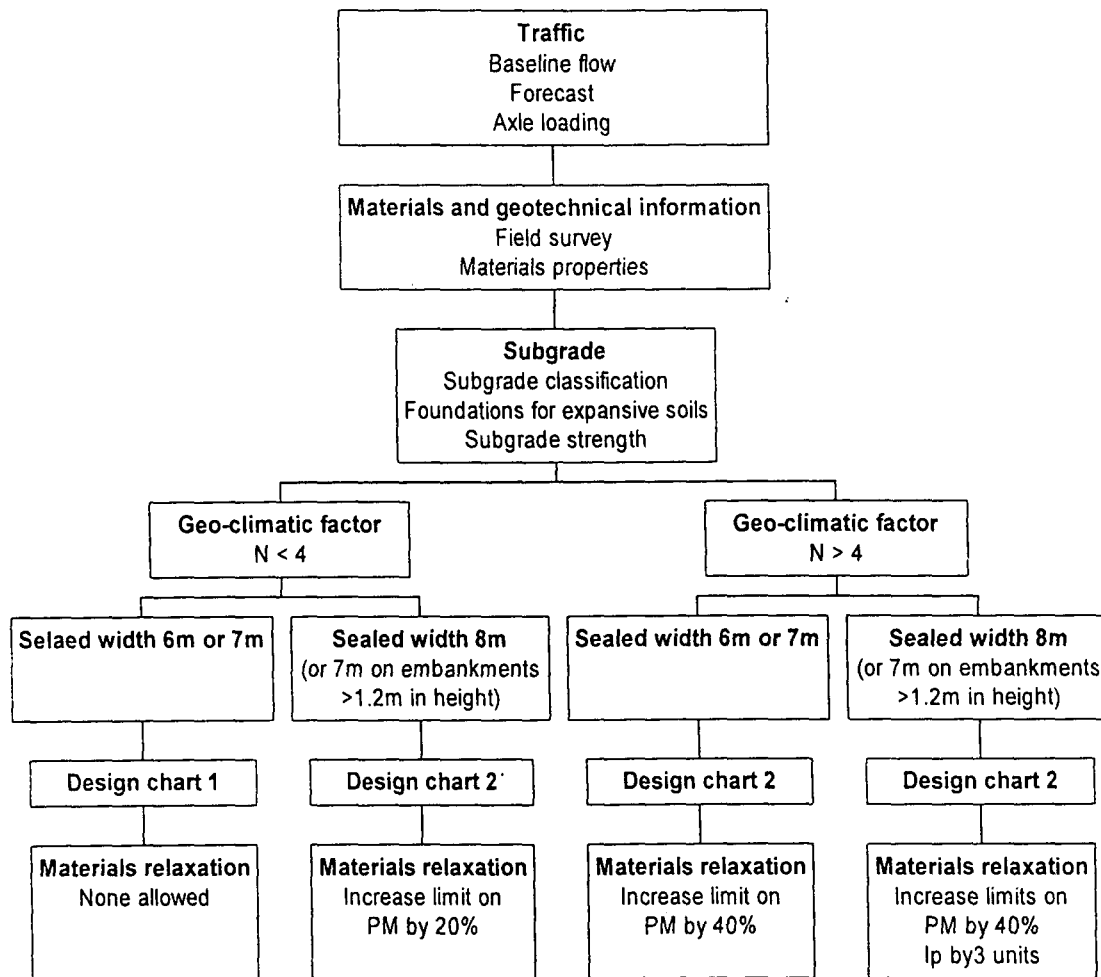 Traffic
Baseline flow
Forecast
Axle loading
Materials and geotechnical information
Field survey
Materials properties
Subgrade
Subgrade classification
Foundations for expansive soils
Subgrade strength
Geo-climatic factor
N < 4
Geo-climatic factor
N > 4
Selaed width 6m or 7m
Sealed width 8m
(or 7m on embankments
>1.2m in height)
Sealed width 6m or 7m
Sealed width 8m
(or 7m on embankments
>1.2m in height)
Design chart 1
Design chart 2
Design chart 2
Design chart 2
Materials relaxation
None allowed
Materials relaxation
Increase limit on
PM by 20%
Materials relaxation
Increase limit on
PM by 40%
Materials relaxation
Increase limits on
PM by 40%
Ip by3 units